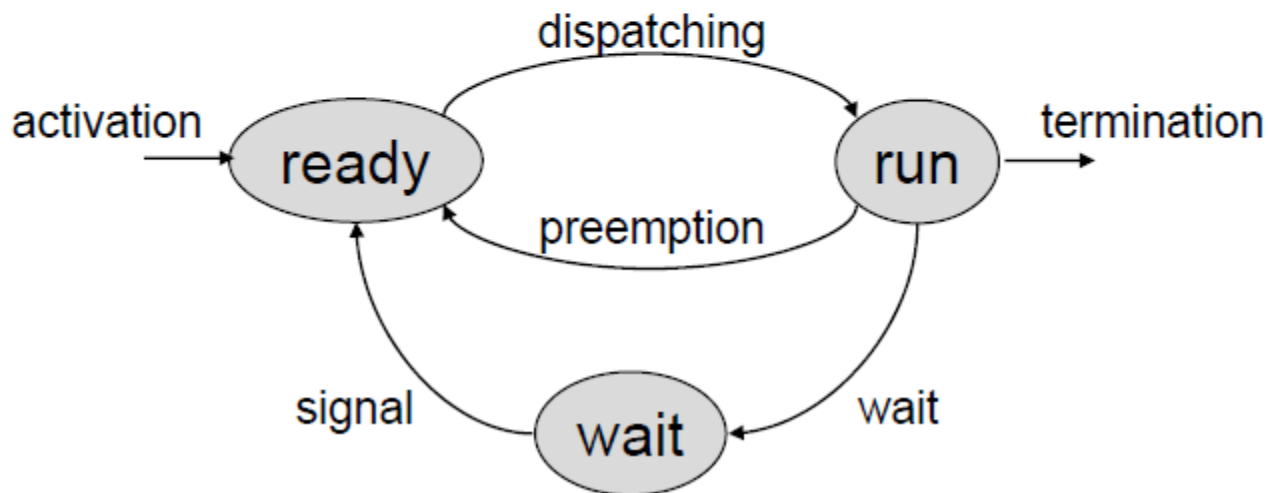 dispatching
activation
termination
ready
run
preemption
signal
wait
wait